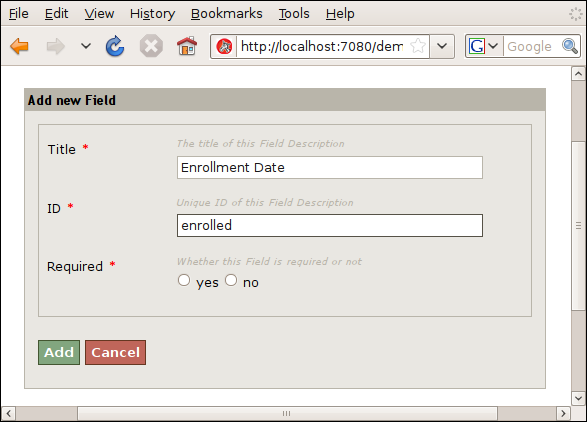 File Edit View History Bookmarks Tools Help
http://localhost:7080/dem G Google
Add new Field
The title of this Field Description
Title *
Enrollment Date
Unique ID of this Field Description
ID *
enrolled
Whether this Field is required or not
Required *
yes no
Add Cancel